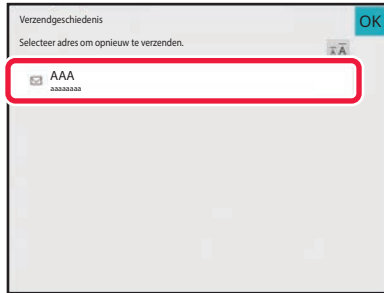 Verzendgeschiedenis
OK
Selecteer adres om opnieuw te verzenden.
A A
AAA
aaaaaaaa